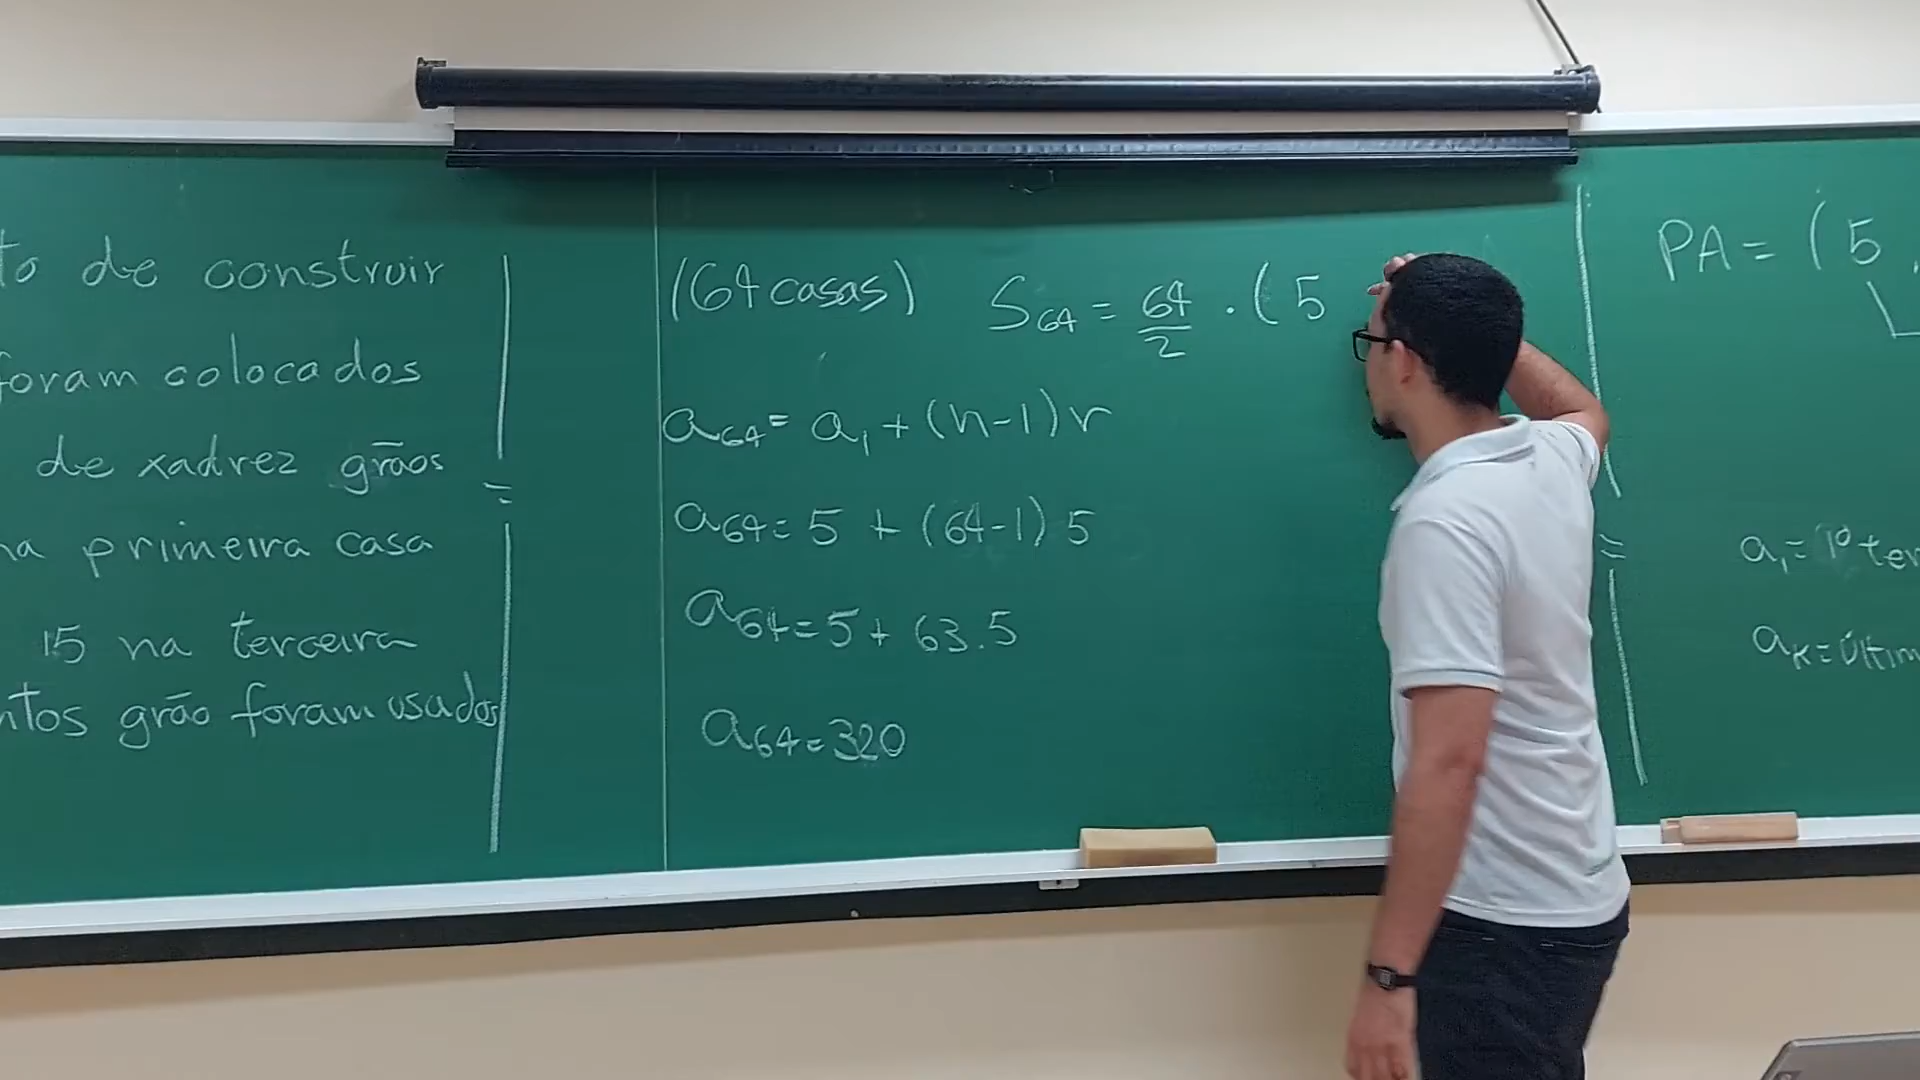 to de construir
foram colocados
de xadrez grãos
na primeira casa
15 na terceira
ntos grão foram usados
(64 casas) S₆₄ = 64/2 . ( 5
a₆₄ = a₁ + (n-1) r
a₆₄ = 5 + (64-1) 5
a₆₄ = 5 + 63.5
a₆₄ = 320
PA = ( 5 ,
a₁ = 1º ter
aₖ = últim